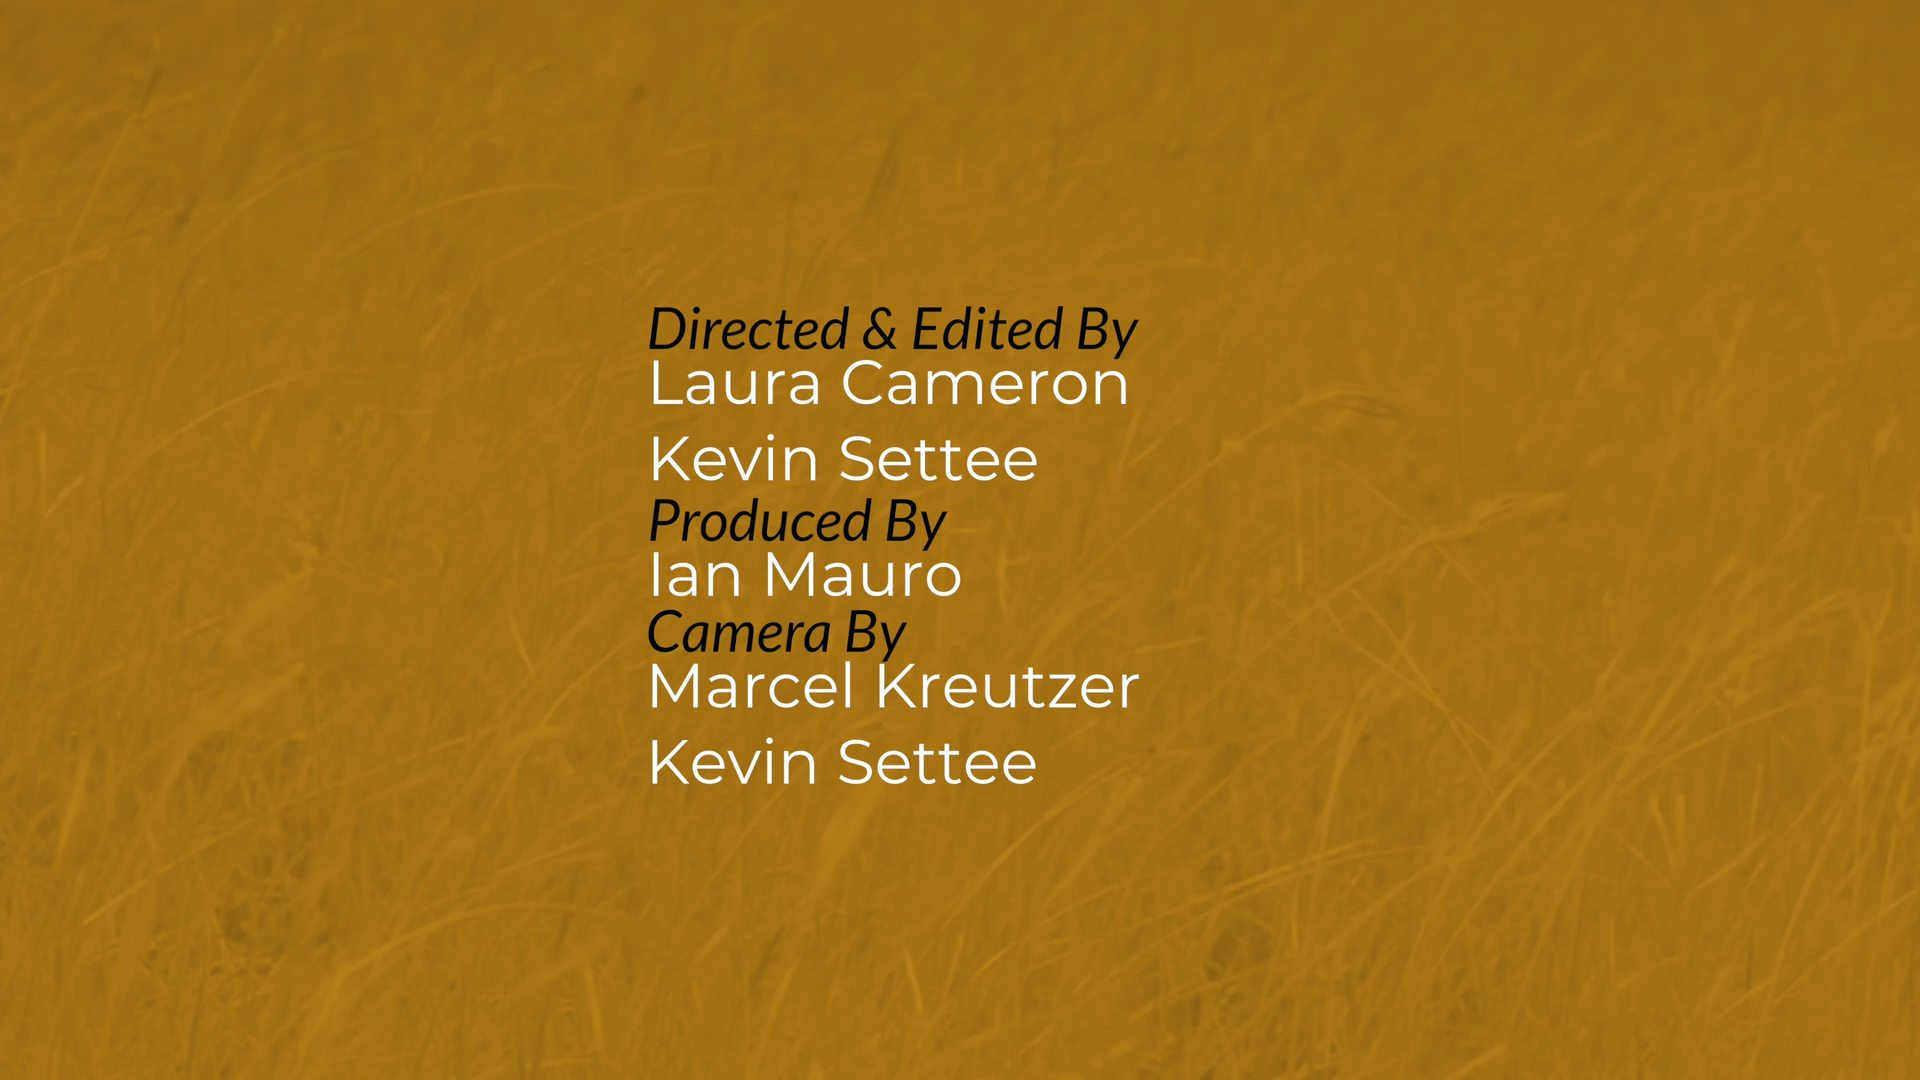 Directed & Edited By
Laura Cameron
Kevin Settee
Produced By
Ian Mauro
Camera By
Marcel Kreutzer
Kevin Settee